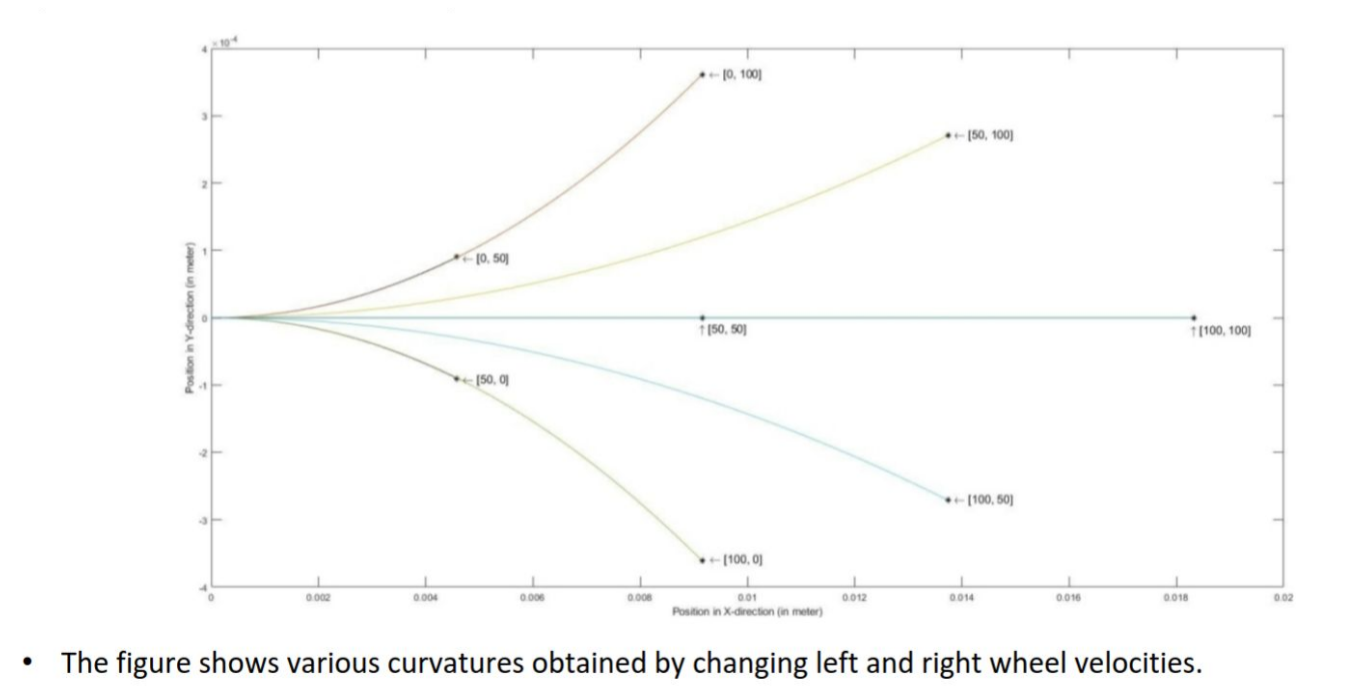 4 ×10-4
← [0, 100]
← [50, 100]
3
2
1
← [0, 50]
0
↑ [50, 50]
↑ [100, 100]
← [50, 0]
-1
-2
← [100, 50]
-3
← [100, 0]
-4
Position in Y-direction (in meter)
0 0.002 0.004 0.006 0.008 0.01 0.012 0.014 0.016 0.018 0.02
Position in X-direction (in meter)
• The figure shows various curvatures obtained by changing left and right wheel velocities.